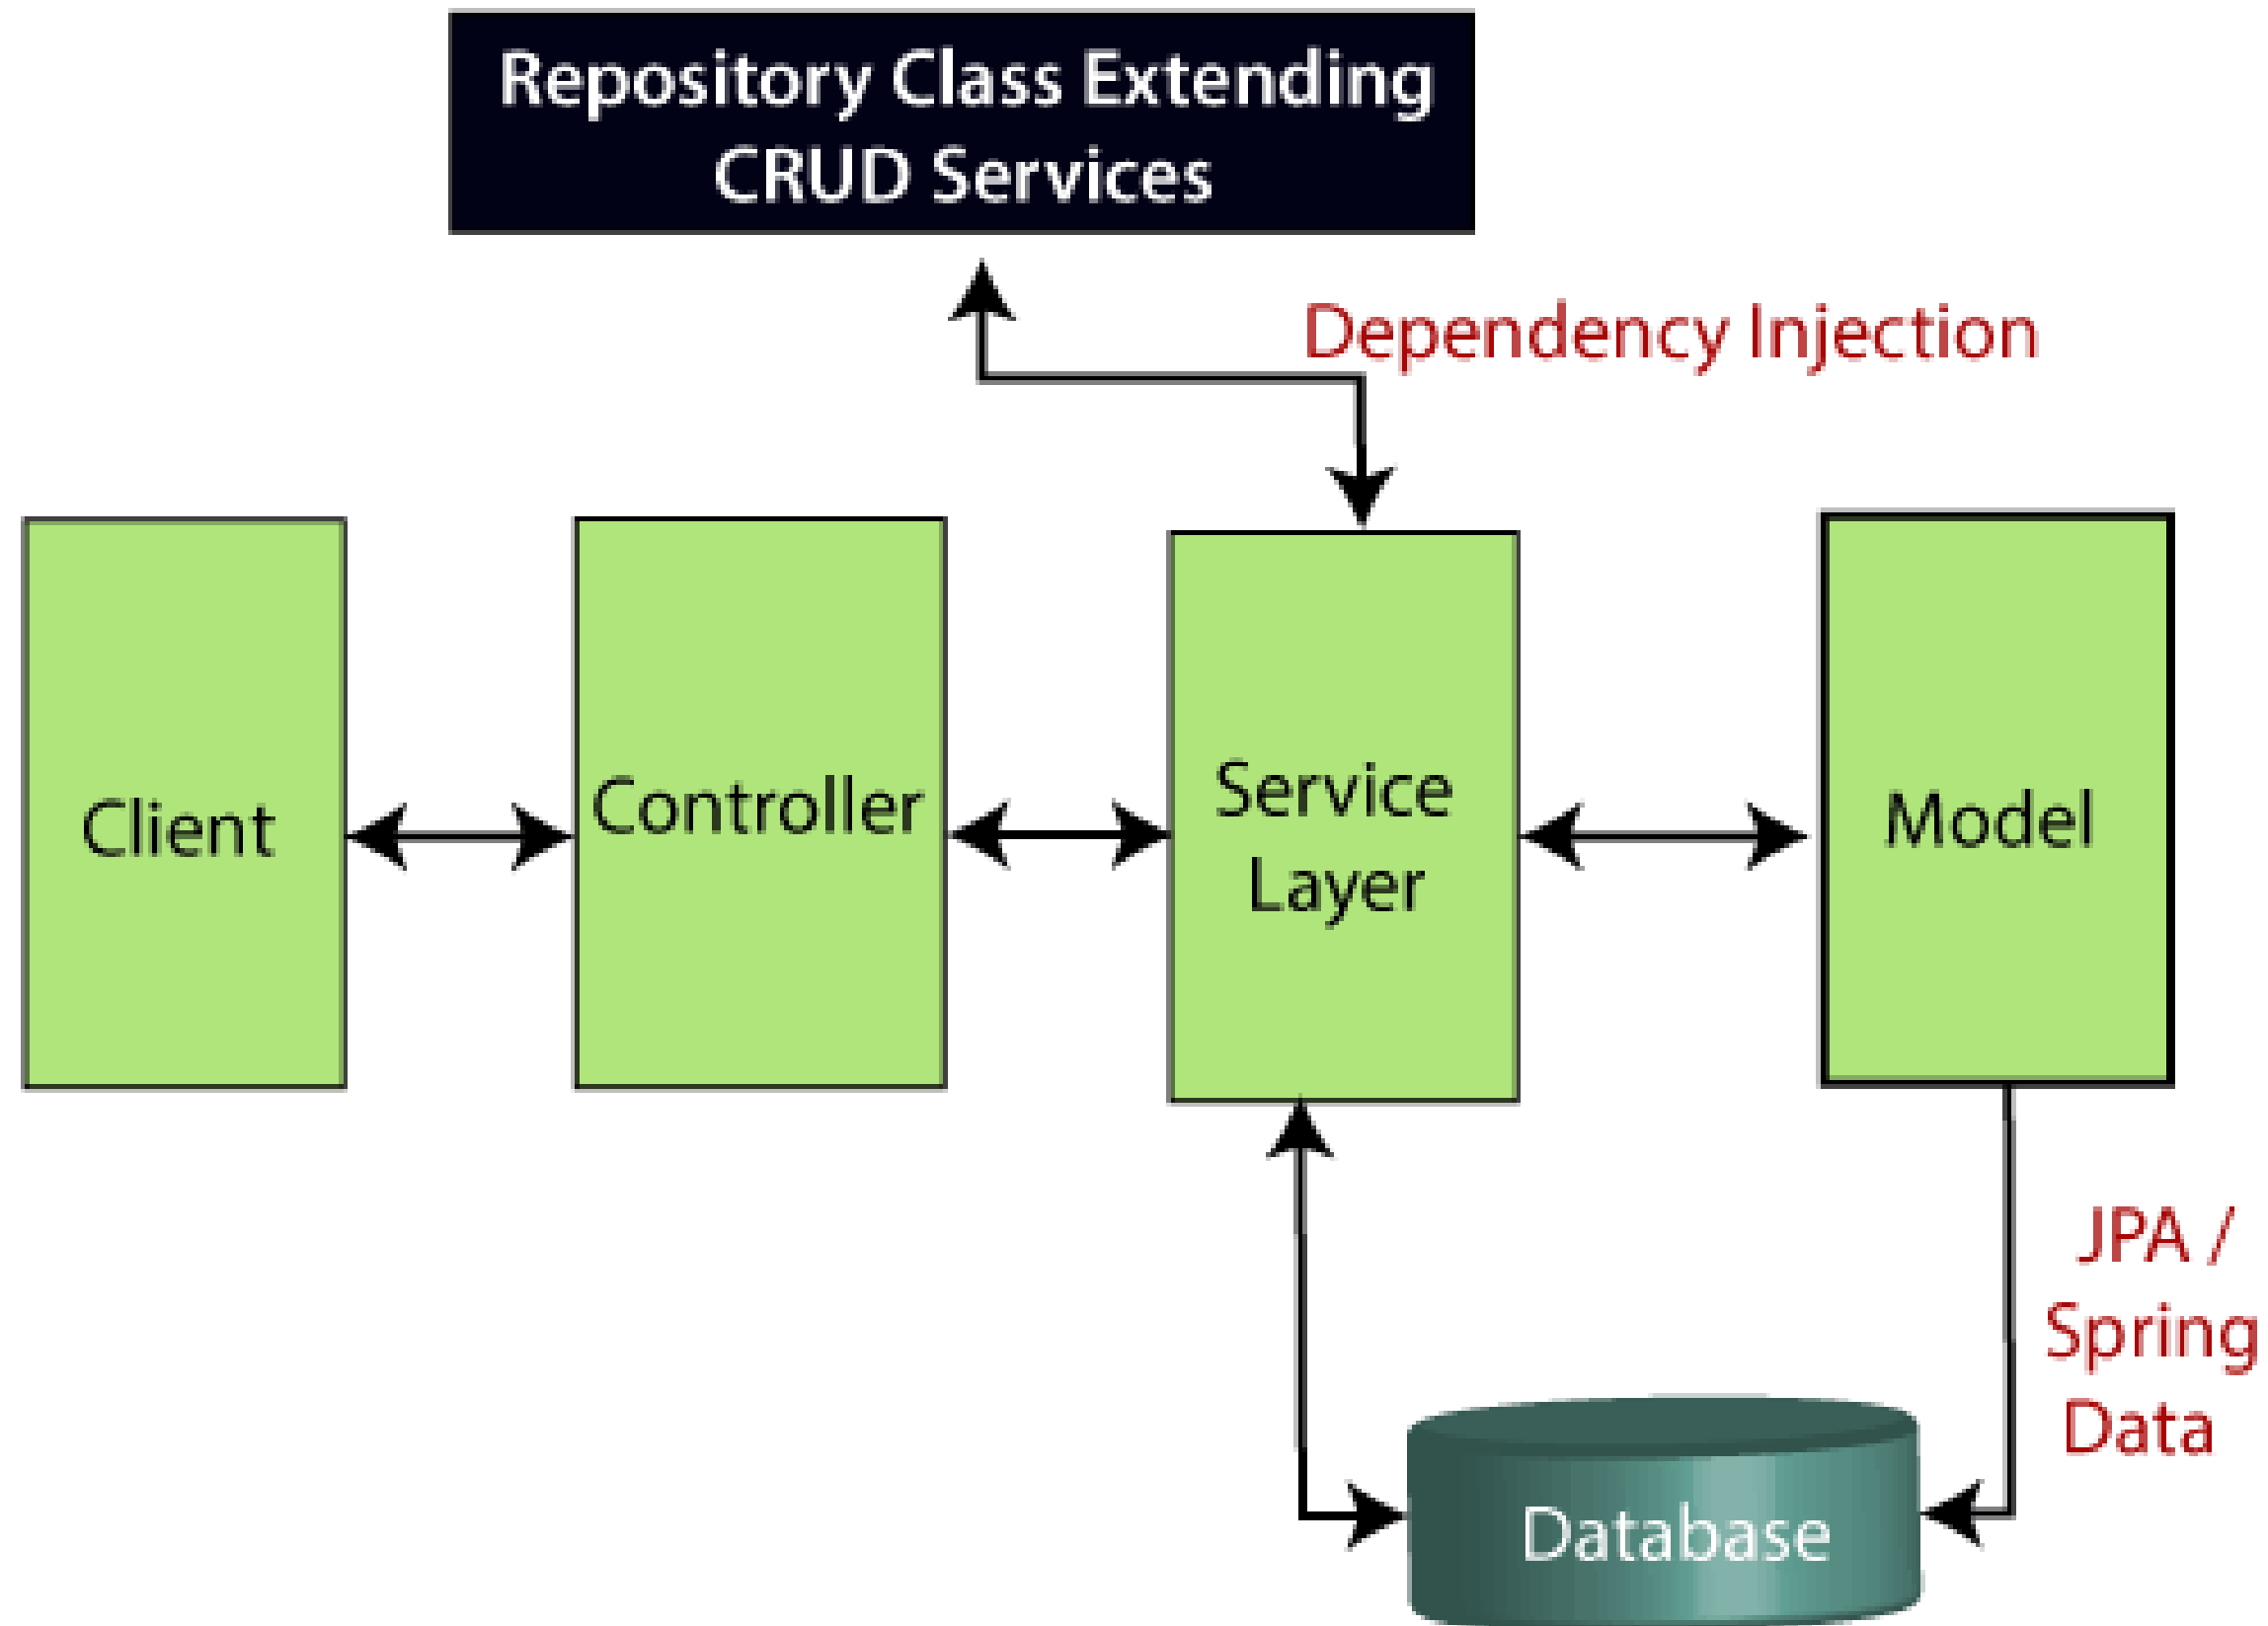 Repository Class Extending
CRUD Services
Dependency Injection
Client
Controller
Service
Layer
Model
JPA /
Spring
Data
Database